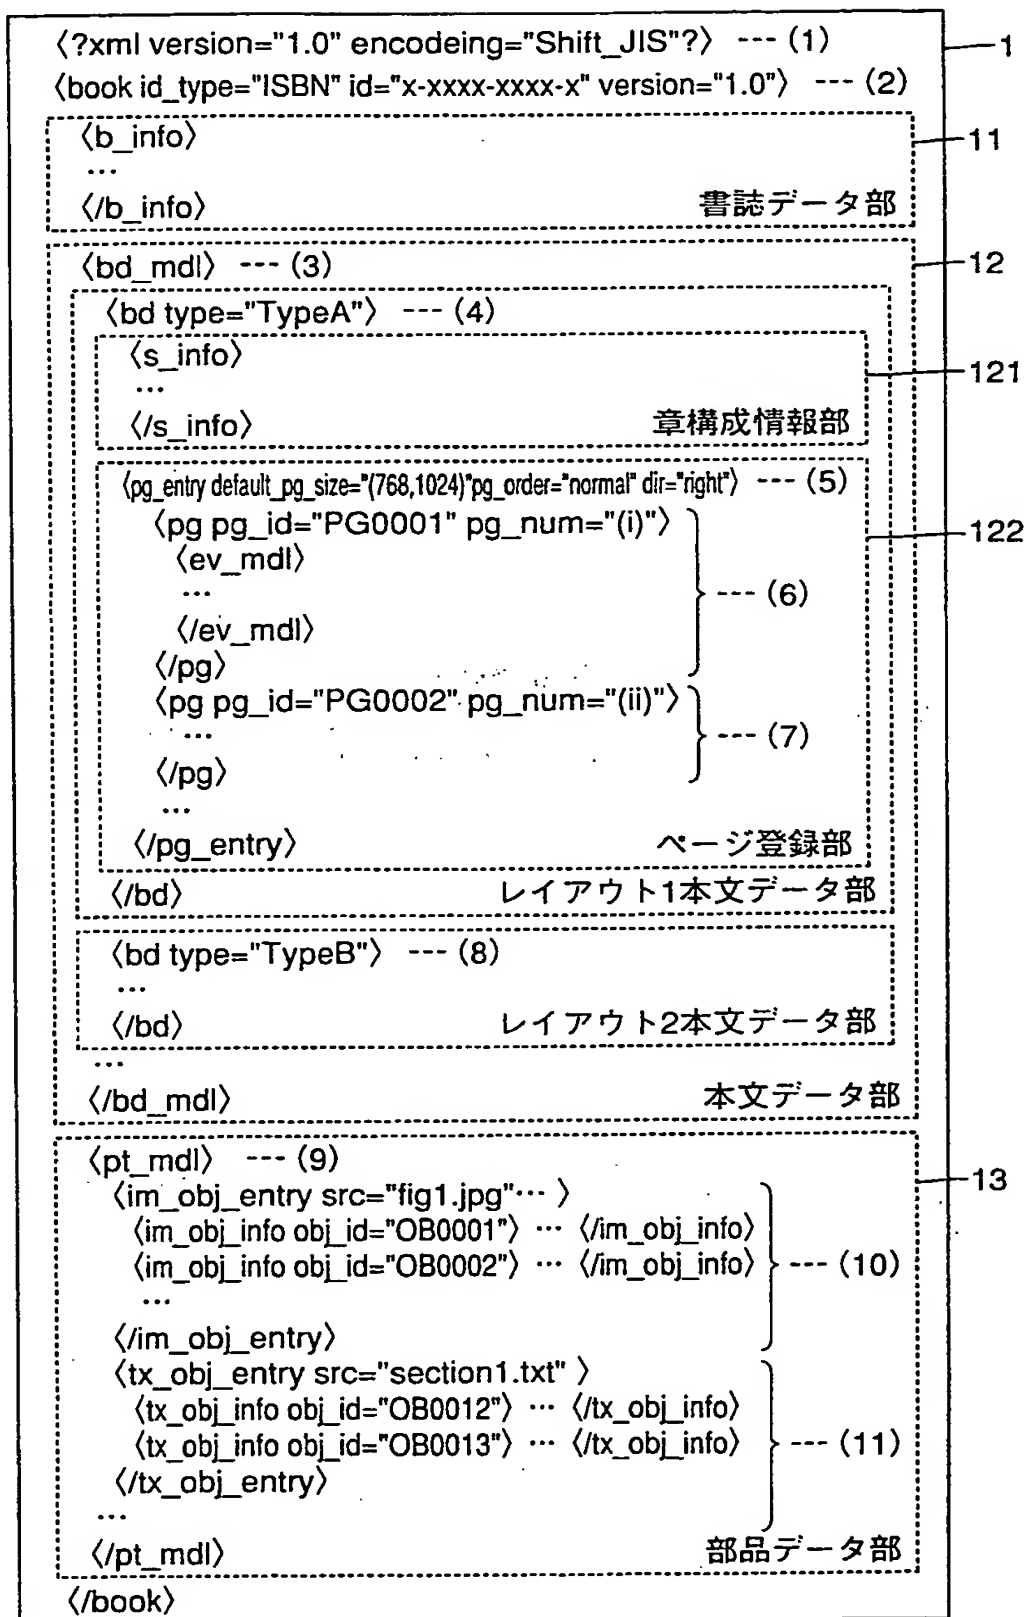 〈?xml version="1.0" encodeing="Shift_JIS"?〉 --- (1)
1
〈book id_type="ISBN" id="x-xxxx-xxxx-x" version="1.0"〉 --- (2)
〈b_info〉
11
...
〈/b_info〉 書誌データ部
〈bd_mdl〉 --- (3)
12
〈bd type="TypeA"〉 --- (4)
〈s_info〉
121
...
〈/s_info〉 章構成情報部
〈pg_entry default_pg_size="(768,1024)"pg_order="normal" dir="right"〉 --- (5)
〈pg pg_id="PG0001" pg_num="(i)"〉
122
〈ev_mdl〉
...
--- (6)
〈/ev_mdl〉
〈/pg〉
〈pg pg_id="PG0002" pg_num="(ii)"〉
...
--- (7)
〈/pg〉
...
〈/pg_entry〉 ページ登録部
〈/bd〉 レイアウト1本文データ部
〈bd type="TypeB"〉 --- (8)
...
〈/bd〉 レイアウト2本文データ部
...
〈/bd_mdl〉 本文データ部
〈pt_mdl〉 --- (9)
13
〈im_obj_entry src="fig1.jpg"… 〉
〈im_obj_info obj_id="OB0001"〉 … 〈/im_obj_info〉
〈im_obj_info obj_id="OB0002"〉 … 〈/im_obj_info〉 --- (10)
...
〈/im_obj_entry〉
〈tx_obj_entry src="section1.txt" 〉
〈tx_obj_info obj_id="OB0012"〉 … 〈/tx_obj_info〉
〈tx_obj_info obj_id="OB0013"〉 … 〈/tx_obj_info〉 --- (11)
〈/tx_obj_entry〉
...
〈/pt_mdl〉 部品データ部
〈/book〉